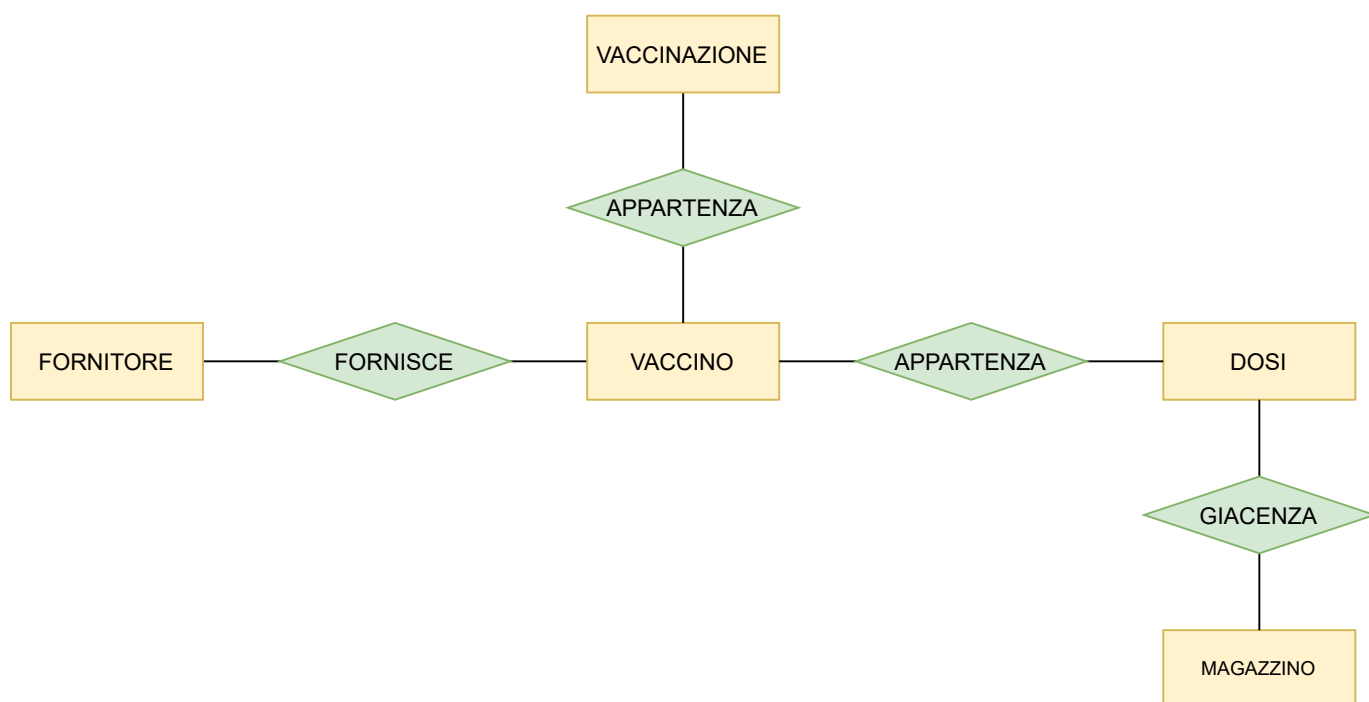 VACCINAZIONE
APPARTENZA
FORNITORE
FORNISCE
VACCINO
APPARTENZA
DOSI
GIACENZA
MAGAZZINO